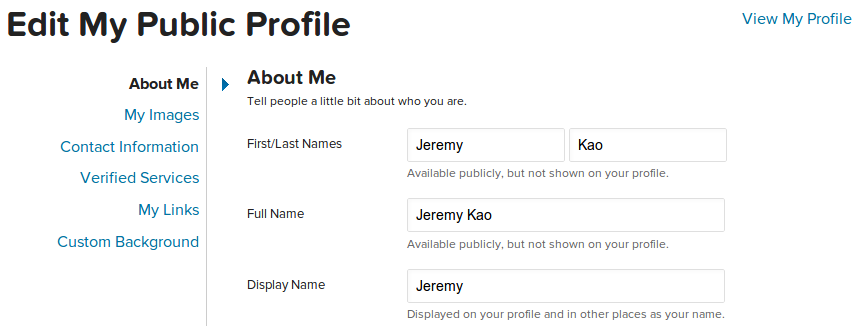 Edit My Public Profile
View My Profile
About Me
My Images
Contact Information
Verified Services
My Links
Custom Background
About Me
Tell people a little bit about who you are.
First/Last Names
Jeremy
Kao
Available publicly, but not shown on your profile.
Full Name
Jeremy Kao
Available publicly, but not shown on your profile.
Display Name
Jeremy
Displayed on your profile and in other places as your name.